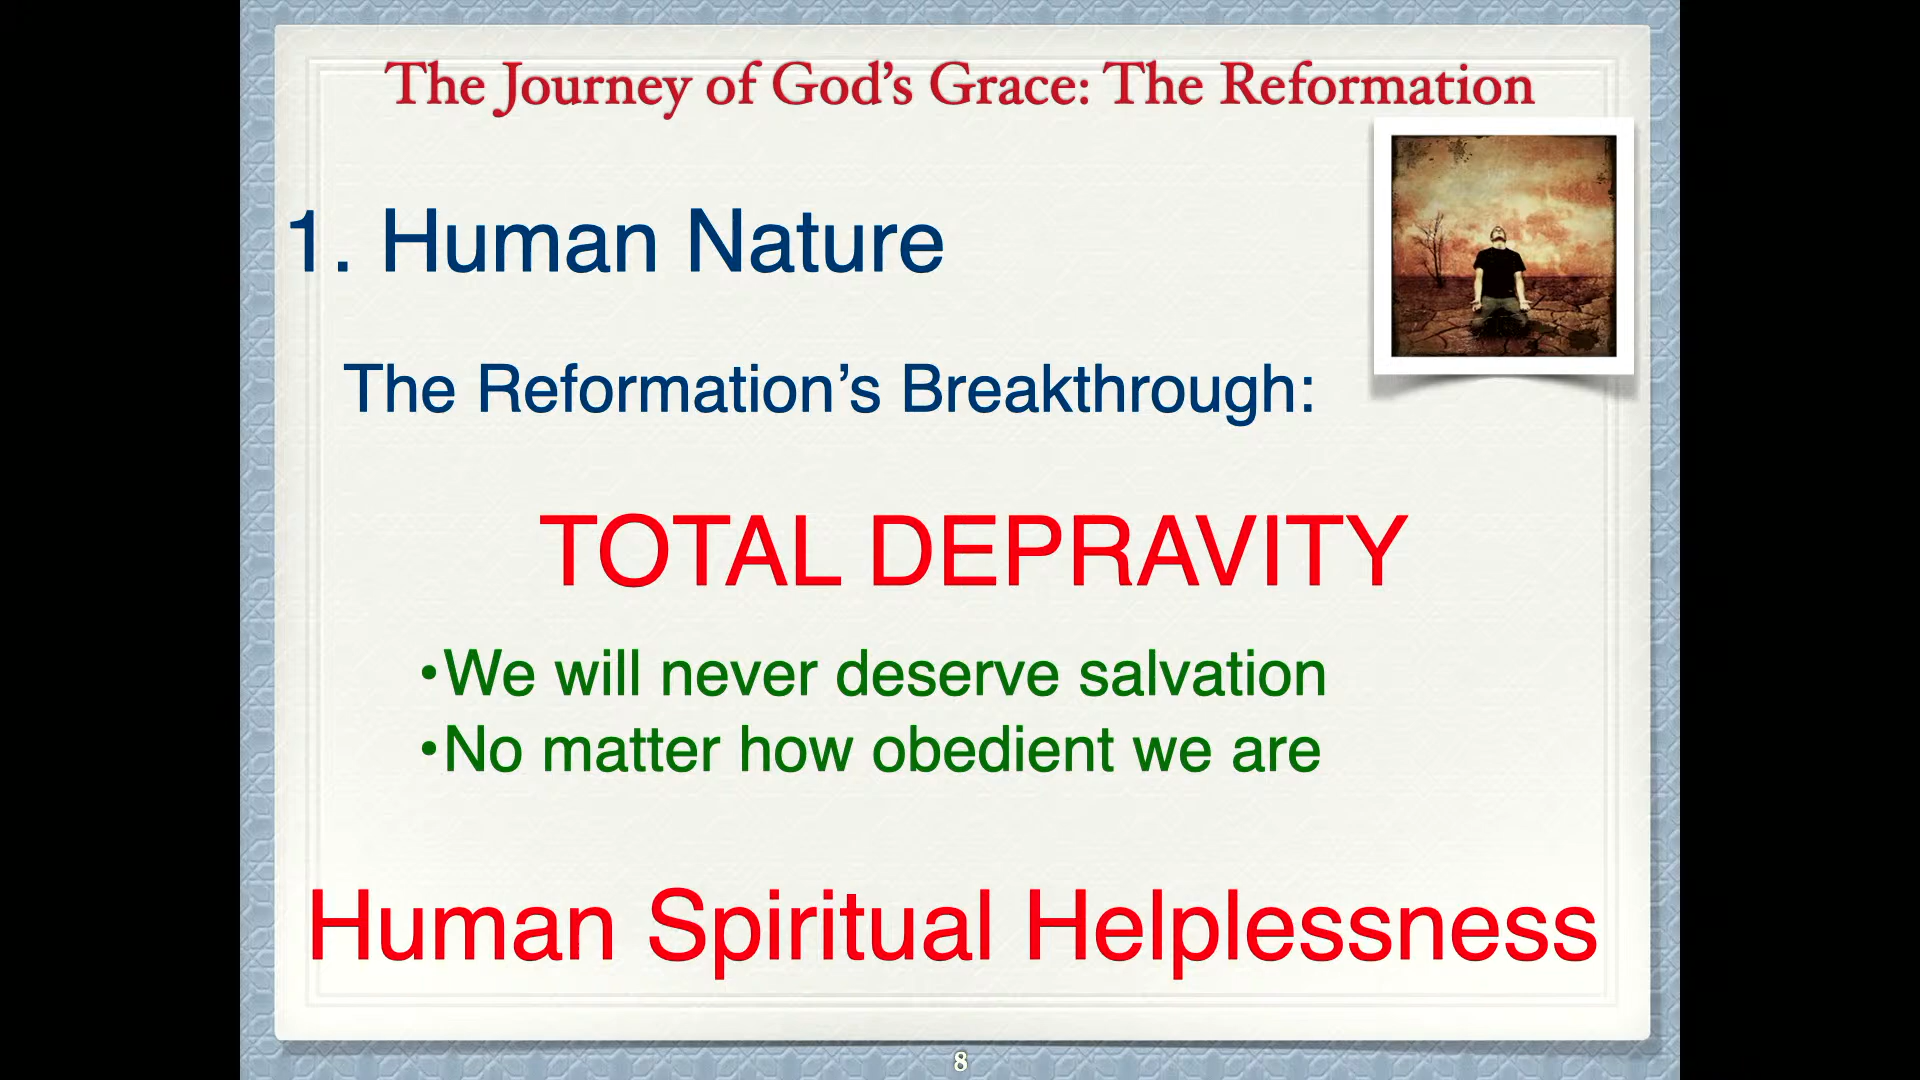 The Journey of God’s Grace: The Reformation
1. Human Nature
The Reformation’s Breakthrough:
TOTAL DEPRAVITY
•We will never deserve salvation
•No matter how obedient we are
Human Spiritual Helplessness
8